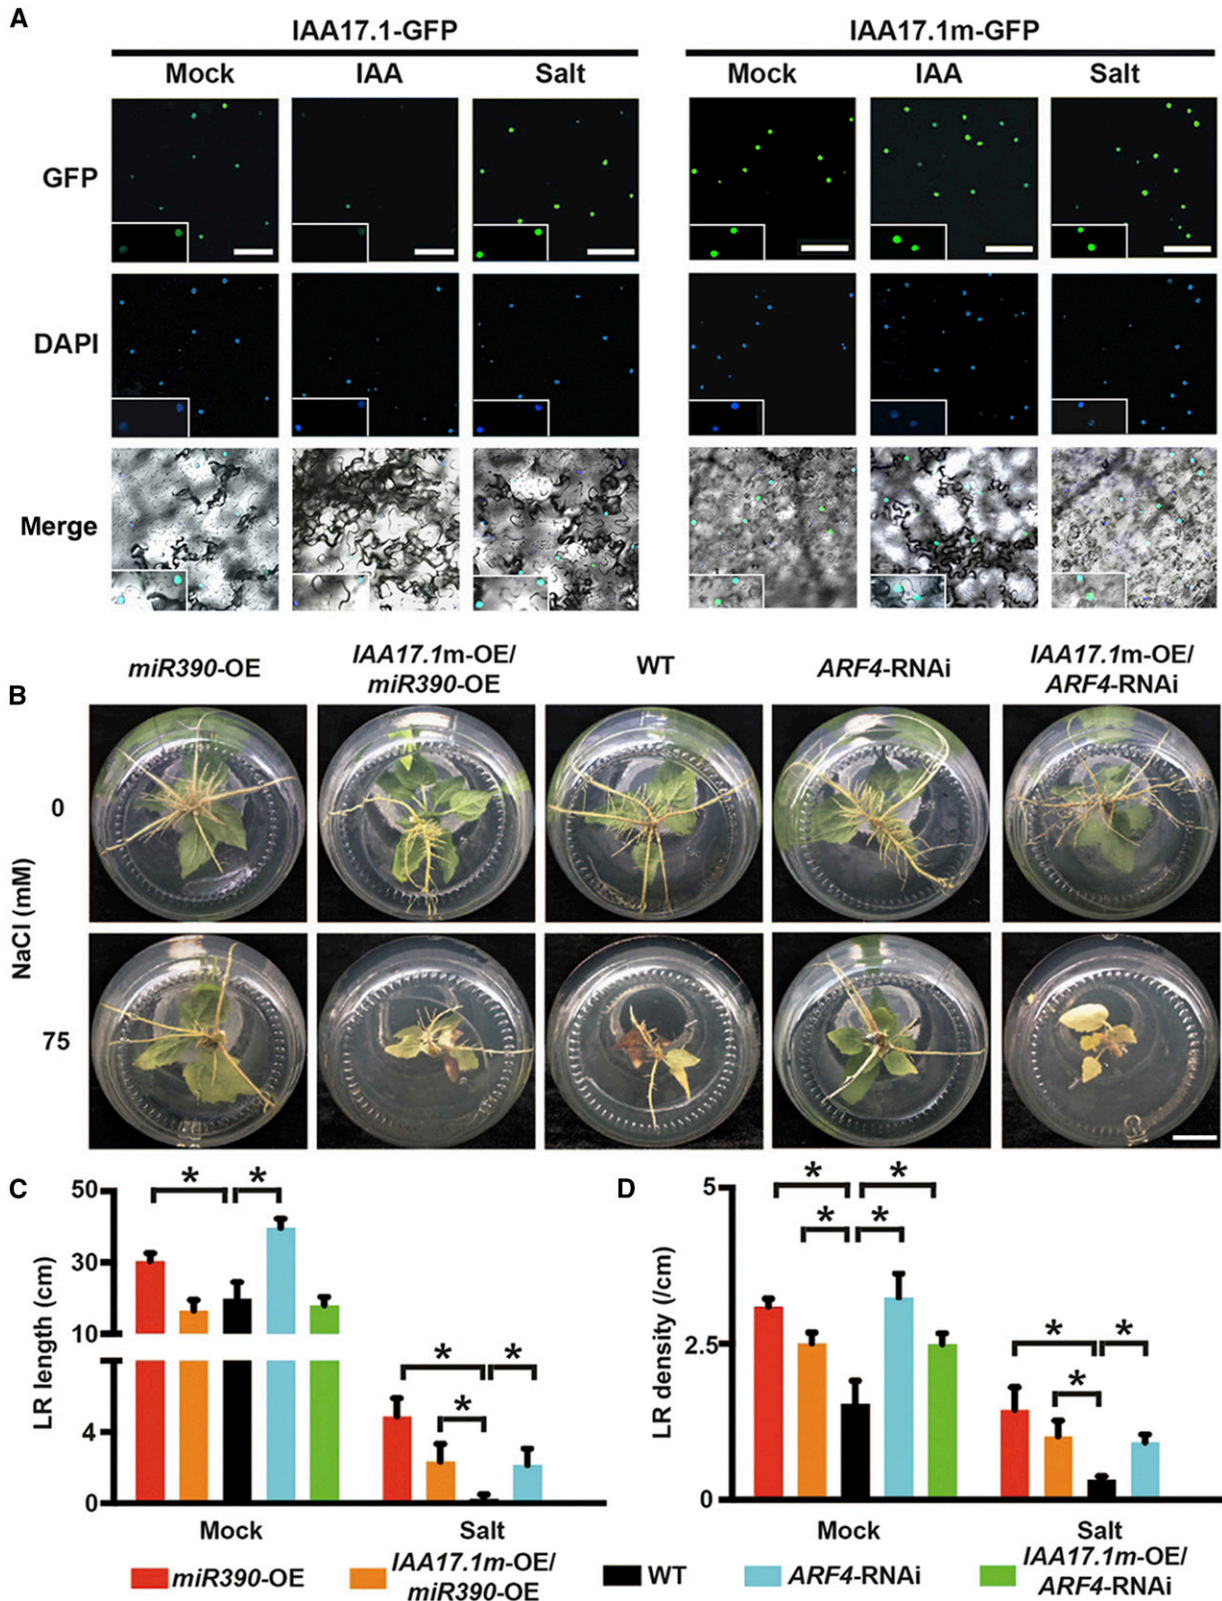 A
IAA17.1-GFP
IAA17.1m-GFP
Mock
IAA
Salt
Mock
IAA
Salt
GFP
DAPI
Merge
B
miR390-OE
IAA17.1m-OE/
miR390-OE
WT
ARF4-RNAi
IAA17.1m-OE/
ARF4-RNAi
NaCl (mM)
0
75
C
LR length (cm)
50
30
10
4
0
* *
* *
*
Mock
Salt
D
LR density (/cm)
5
2.5
0
* *
* *
* *
*
Mock
Salt
miR390-OE
IAA17.1m-OE/
miR390-OE
WT
ARF4-RNAi
IAA17.1m-OE/
ARF4-RNAi